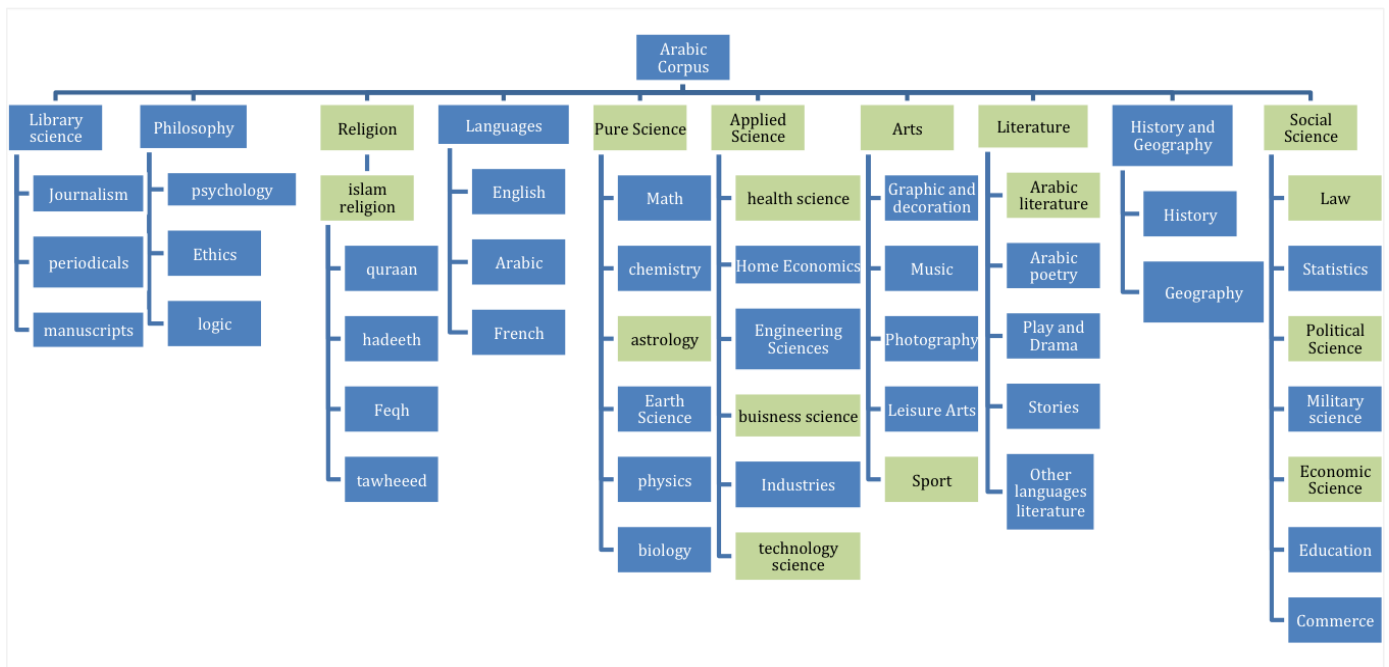 Arabic
Corpus
Library
science
Journalism
periodicals
manuscripts
Philosophy
psychology
Ethics
logic
Religion
islam
religion
quraan
hadeeth
Feqh
tawheeed
Languages
English
Arabic
French
Pure Science
Math
chemistry
astrology
Earth
Science
physics
biology
Applied
Science
health science
Home Economics
Engineering
Sciences
buisness science
Industries
technology
science
Arts
Graphic and
decoration
Music
Photography
Leisure Arts
Sport
Literature
Arabic
literature
Arabic
poetry
Play and
Drama
Stories
Other
languages
literature
History and
Geography
History
Geography
Social
Science
Law
Statistics
Political
Science
Military
science
Economic
Science
Education
Commerce